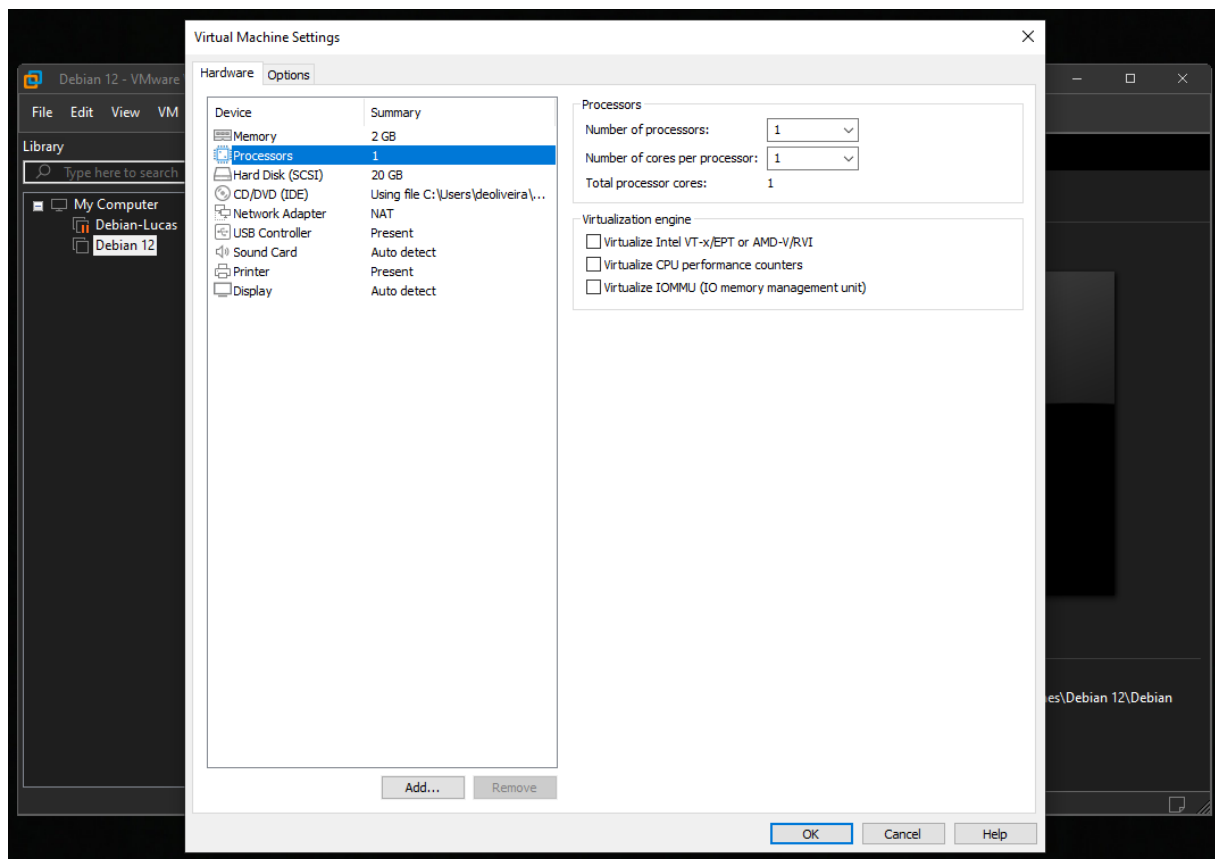 Virtual Machine Settings
Debian 12 - VMware
Hardware Options
File Edit View VM
Library
Type here to search
My Computer
Debian-Lucas
Debian 12
Device Summary
Memory 2 GB
Processors 1
Hard Disk (SCSI) 20 GB
CD/DVD (IDE) Using file C:\Users\deoliveira\...
Network Adapter NAT
USB Controller Present
Sound Card Auto detect
Printer Present
Display Auto detect
Processors
Number of processors: 1
Number of cores per processor: 1
Total processor cores: 1
Virtualization engine
Virtualize Intel VT-x/EPT or AMD-V/RVI
Virtualize CPU performance counters
Virtualize IOMMU (IO memory management unit)
es\Debian 12\Debian
Add... Remove
OK Cancel Help